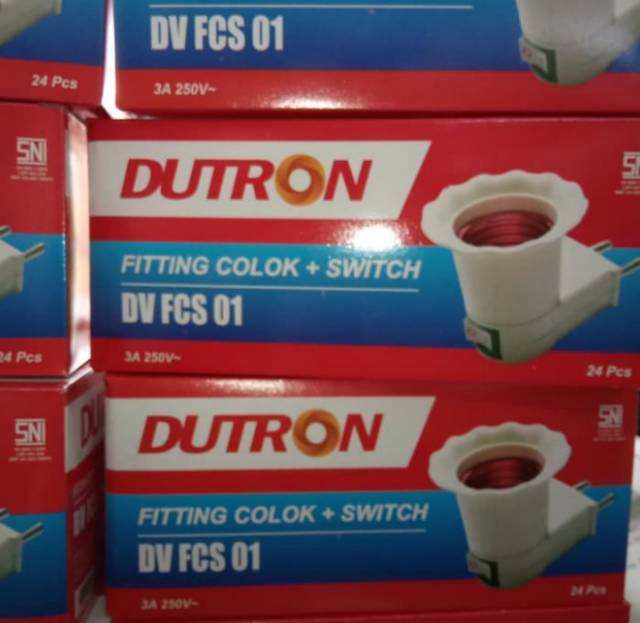 DV FCS 01
24 Pcs
3A 250V~
SNI
DUTRON
FITTING COLOK + SWITCH
DV FCS 01
24 Pcs
3A 250V~
24 Pcs
SNI
DUTRON
SNI
FITTING COLOK + SWITCH
DV FCS 01
3A 250V~
24 Pcs